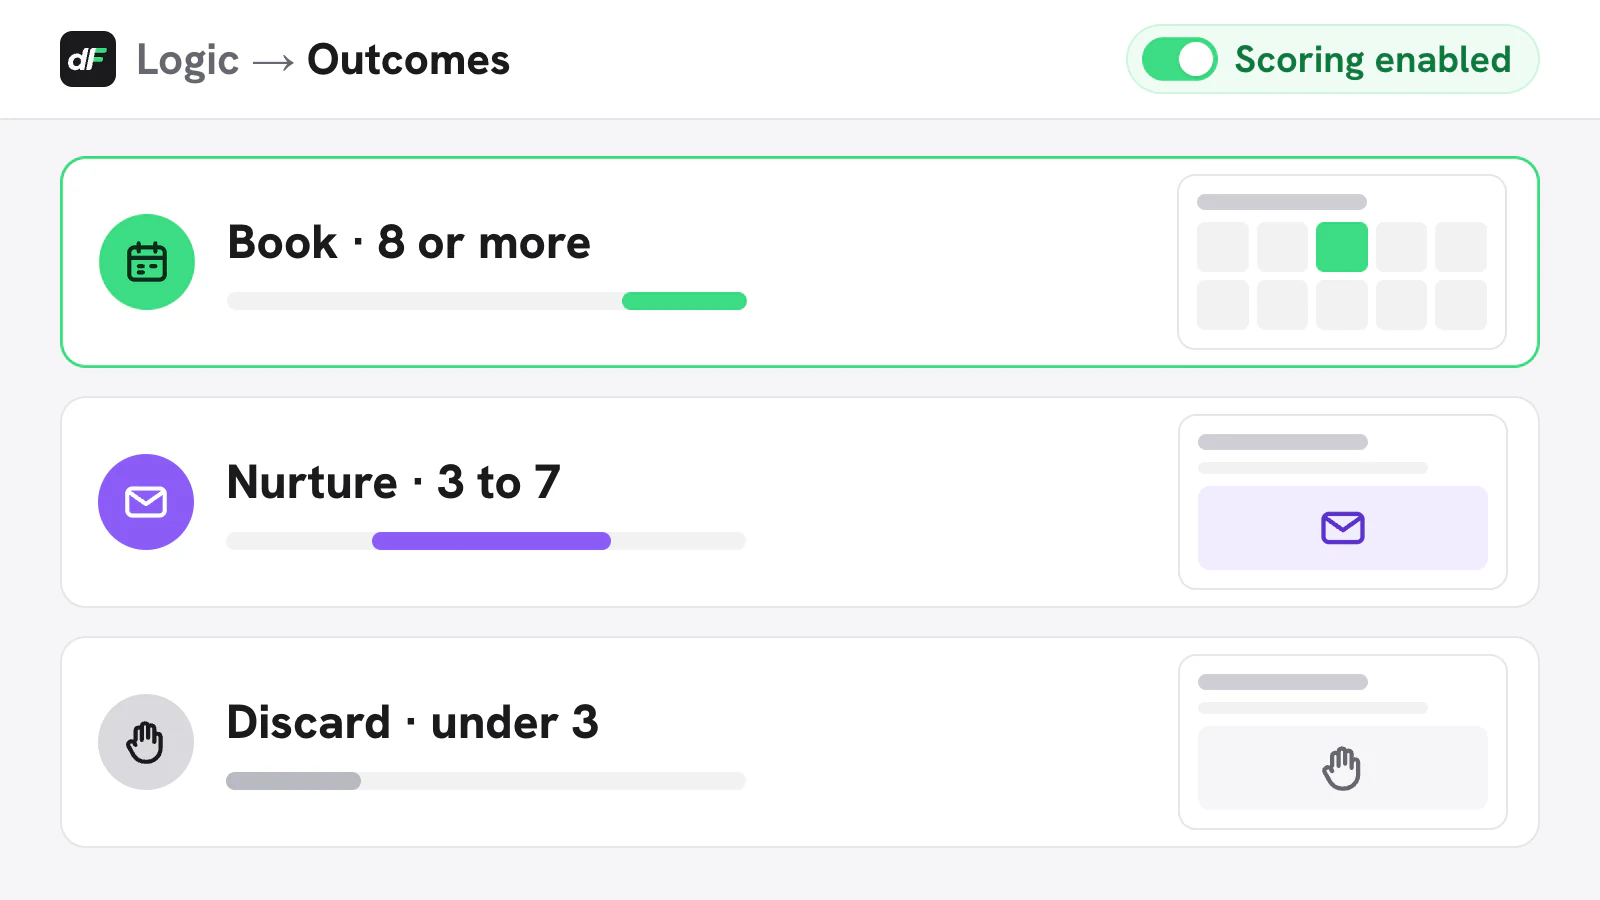 dF
Logic → Outcomes
Scoring enabled
Book · 8 or more
Nurture · 3 to 7
Discard · under 3